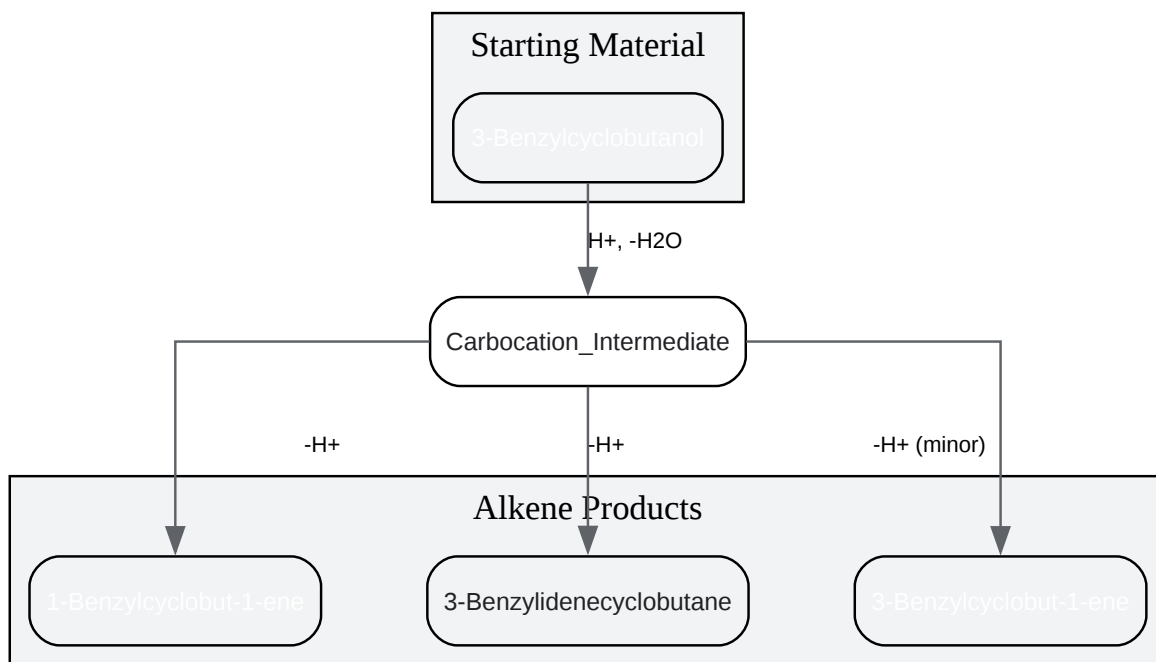 Starting Material
3-Benzylcyclobutanol
H+, -H2O
Carbocation_Intermediate
-H+
-H+
-H+ (minor)
Alkene Products
1-Benzylcyclobut-1-ene
3-Benzylidenecyclobutane
3-Benzylcyclobut-1-ene